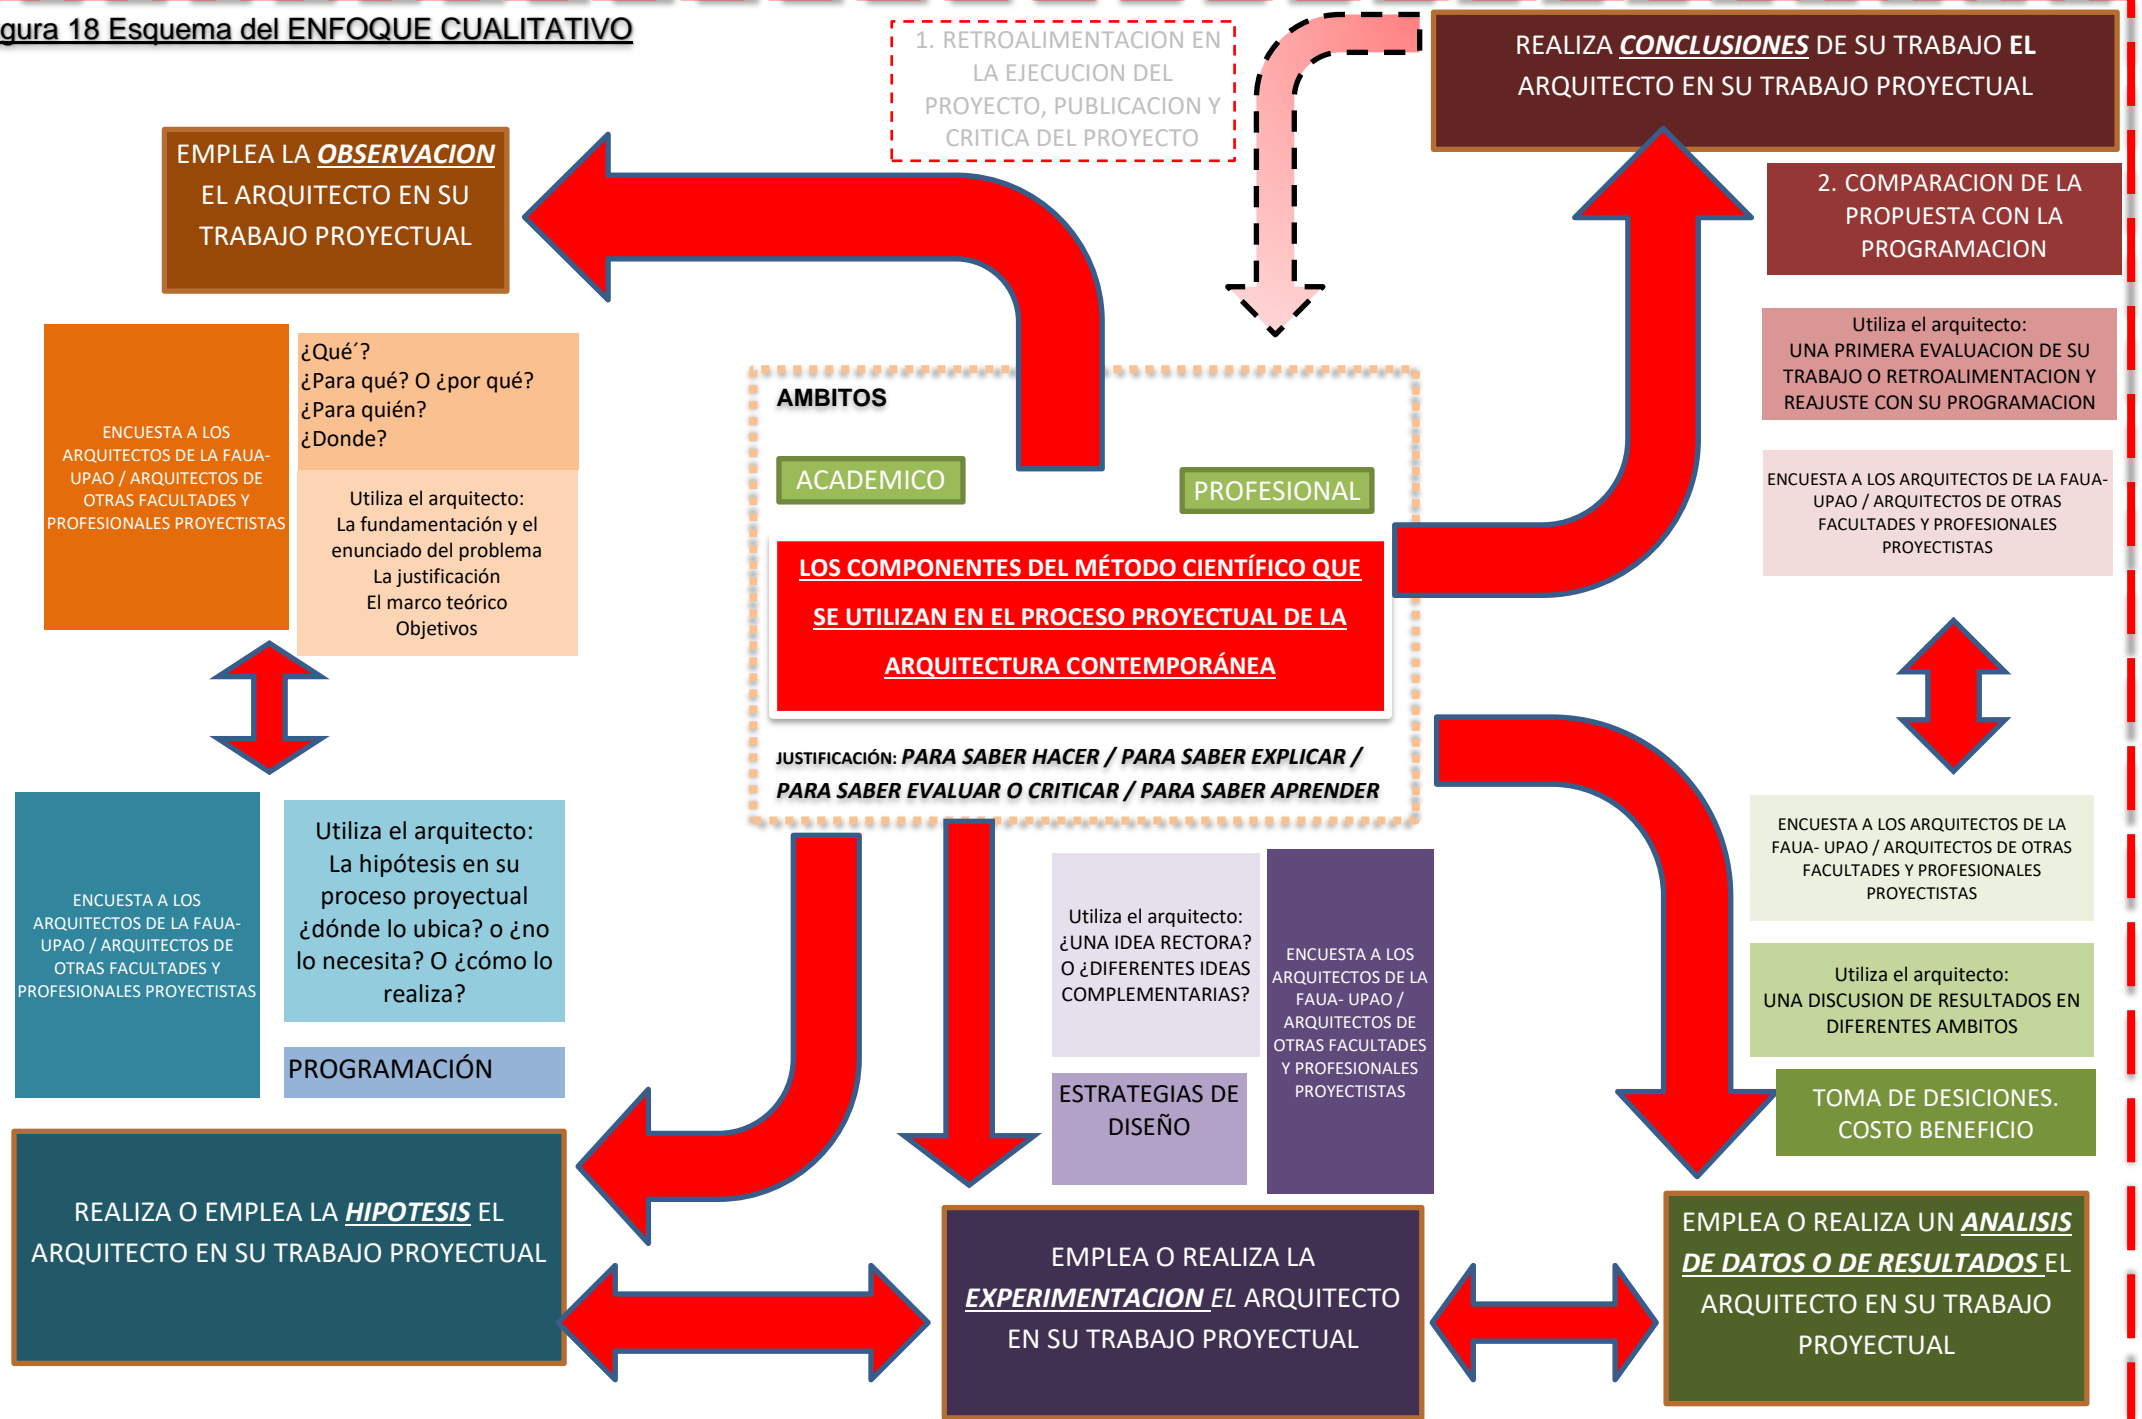 gura 18 Esquema del ENFOQUE CUALITATIVO
1. RETROALIMENTACION EN
LA EJECUCION DEL
PROYECTO, PUBLICACION Y
CRITICA DEL PROYECTO
REALIZA CONCLUSIONES DE SU TRABAJO EL
ARQUITECTO EN SU TRABAJO PROYECTUAL
EMPLEA LA OBSERVACION
EL ARQUITECTO EN SU
TRABAJO PROYECTUAL
2. COMPARACION DE LA
PROPUESTA CON LA
PROGRAMACION
ENCUESTA A LOS
ARQUITECTOS DE LA FAUA-
UPAO / ARQUITECTOS DE
OTRAS FACULTADES Y
PROFESIONALES PROYECTISTAS
¿Qué´?
¿Para qué? O ¿por qué?
¿Para quién?
¿Donde?
Utiliza el arquitecto:
La fundamentación y el
enunciado del problema
La justificación
El marco teórico
Objetivos
Utiliza el arquitecto:
UNA PRIMERA EVALUACION DE SU
TRABAJO O RETROALIMENTACION Y
REAJUSTE CON SU PROGRAMACION
ENCUESTA A LOS ARQUITECTOS DE LA FAUA-
UPAO / ARQUITECTOS DE OTRAS
FACULTADES Y PROFESIONALES
PROYECTISTAS
AMBITOS
ACADEMICO
PROFESIONAL
LOS COMPONENTES DEL MÉTODO CIENTÍFICO QUE
SE UTILIZAN EN EL PROCESO PROYECTUAL DE LA
ARQUITECTURA CONTEMPORÁNEA
JUSTIFICACIÓN: PARA SABER HACER / PARA SABER EXPLICAR /
PARA SABER EVALUAR O CRITICAR / PARA SABER APRENDER
ENCUESTA A LOS
ARQUITECTOS DE LA FAUA-
UPAO / ARQUITECTOS DE
OTRAS FACULTADES Y
PROFESIONALES PROYECTISTAS
Utiliza el arquitecto:
La hipótesis en su
proceso proyectual
¿dónde lo ubica? o ¿no
lo necesita? O ¿cómo lo
realiza?
PROGRAMACIÓN
Utiliza el arquitecto:
¿UNA IDEA RECTORA?
O ¿DIFERENTES IDEAS
COMPLEMENTARIAS?
ESTRATEGIAS DE
DISEÑO
ENCUESTA A LOS
ARQUITECTOS DE LA
FAUA- UPAO /
ARQUITECTOS DE
OTRAS FACULTADES
Y PROFESIONALES
PROYECTISTAS
ENCUESTA A LOS ARQUITECTOS DE LA
FAUA- UPAO / ARQUITECTOS DE OTRAS
FACULTADES Y PROFESIONALES
PROYECTISTAS
Utiliza el arquitecto:
UNA DISCUSION DE RESULTADOS EN
DIFERENTES AMBITOS
TOMA DE DESICIONES.
COSTO BENEFICIO
REALIZA O EMPLEA LA HIPOTESIS EL
ARQUITECTO EN SU TRABAJO PROYECTUAL
EMPLEA O REALIZA LA
EXPERIMENTACION EL ARQUITECTO
EN SU TRABAJO PROYECTUAL
EMPLEA O REALIZA UN ANALISIS
DE DATOS O DE RESULTADOS EL
ARQUITECTO EN SU TRABAJO
PROYECTUAL